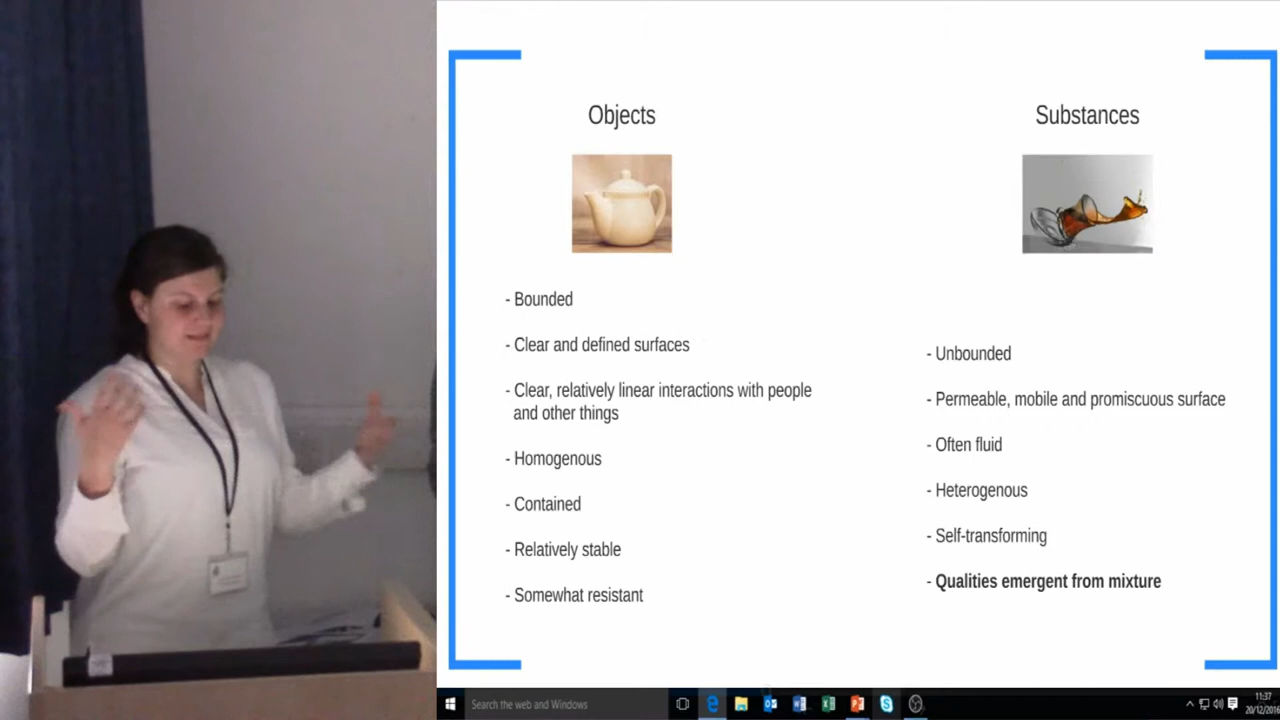 Objects
Substances
- Bounded
- Clear and defined surfaces
- Clear, relatively linear interactions with people
and other things
- Homogenous
- Contained
- Relatively stable
- Somewhat resistant
- Unbounded
- Permeable, mobile and promiscuous surface
- Often fluid
- Heterogenous
- Self-transforming
- Qualities emergent from mixture
Search the web and Windows
11:37
20/12/2016